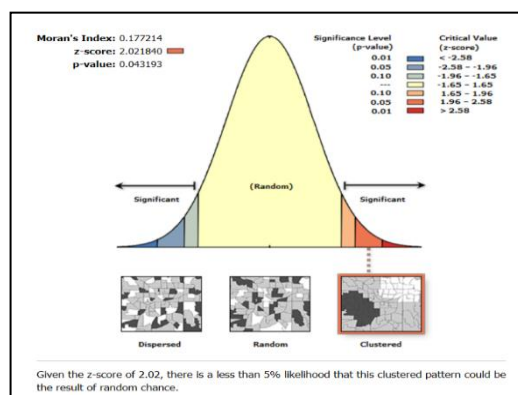 Moran's Index: 0.177214
z-score: 2.021840
p-value: 0.043193
Significance Level
(p-value)
Critical Value
(z-score)
0.01 < -2.58
0.05 -2.58 – -1.96
0.10 -1.96 – -1.65
--- -1.65 – 1.65
0.10 1.65 – 1.96
0.05 1.96 – 2.58
0.01 > 2.58
Significant
(Random)
Significant
Dispersed
Random
Clustered
Given the z-score of 2.02, there is a less than 5% likelihood that this clustered pattern could be
the result of random chance.